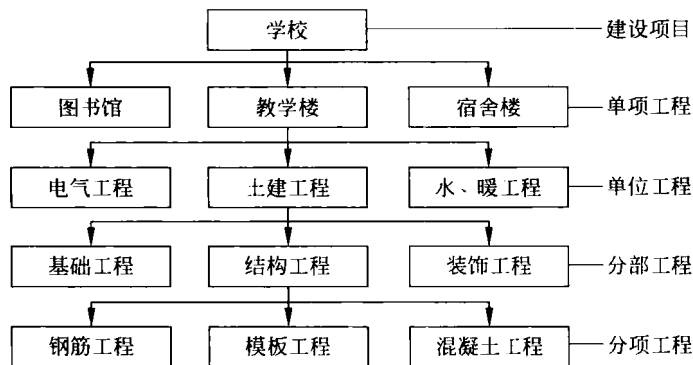 学校 建设项目
图书馆 教学楼 宿舍楼 单项工程
电气工程 土建工程 水、暖工程 单位工程
基础工程 结构工程 装饰工程 分部工程
钢筋工程 模板工程 混凝土工程 分项工程